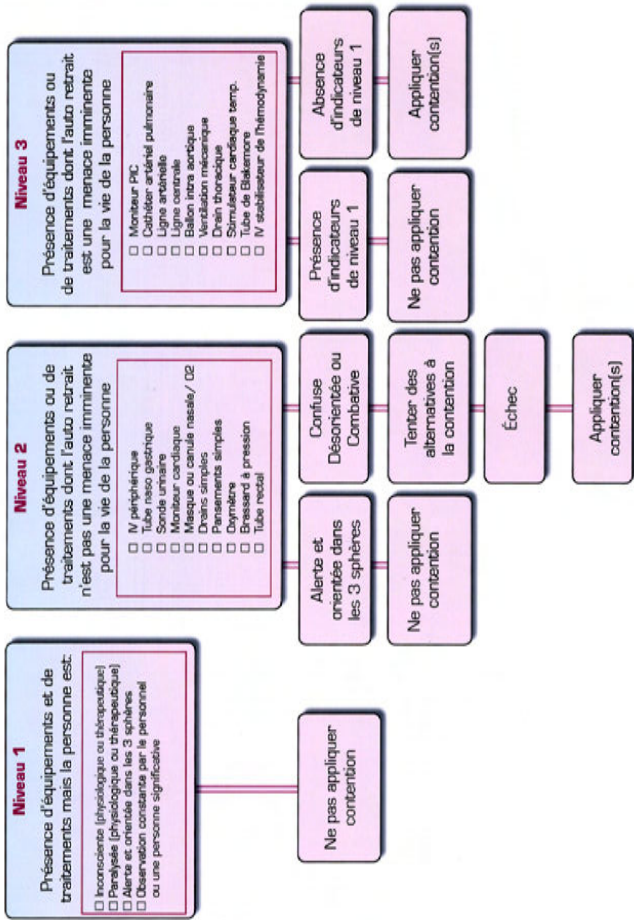 Niveau 1
Présence d'équipements et de
traitements mais la personne est:
□ Inconsciente (physiologique ou thérapeutique)
□ Paralysée (physiologique ou thérapeutique)
□ Alerte et orientée dans les 3 sphères
□ Observation constante par le personnel
ou une personne significative
Ne pas appliquer
contention
Niveau 2
Présence d'équipements ou de
traitements dont l'auto retrait
n'est pas une menace imminente
pour la vie de la personne
□ IV périphérique
□ Tube naso gastrique
□ Sonde urinaire
□ Moniteur cardiaque
□ Masque ou canule nasale/ O2
□ Drains simples
□ Pansements simples
□ Oxymètre
□ Brassard à pression
□ Tube rectal
Alerte et
orientée dans
les 3 sphères
Ne pas appliquer
contention
Confuse
Désorientée ou
Combative
Tenter des
alternatives à
la contention
Échec
Appliquer
contention(s)
Niveau 3
Présence d'équipements ou
de traitements dont l'auto retrait
est une menace imminente
pour la vie de la personne
□ Moniteur PIC
□ Cathéter artériel pulmonaire
□ Ligne artérielle
□ Ligne centrale
□ Ballon intra aortique
□ Ventilation mécanique
□ Drain thoracique
□ Stimulateur cardiaque temp.
□ Tube de Blakemore
□ IV stabilisateur de l'hémodynamie
Présence
d'indicateurs
de niveau 1
Ne pas appliquer
contention
Absence
d'indicateurs
de niveau 1
Appliquer
contention(s)